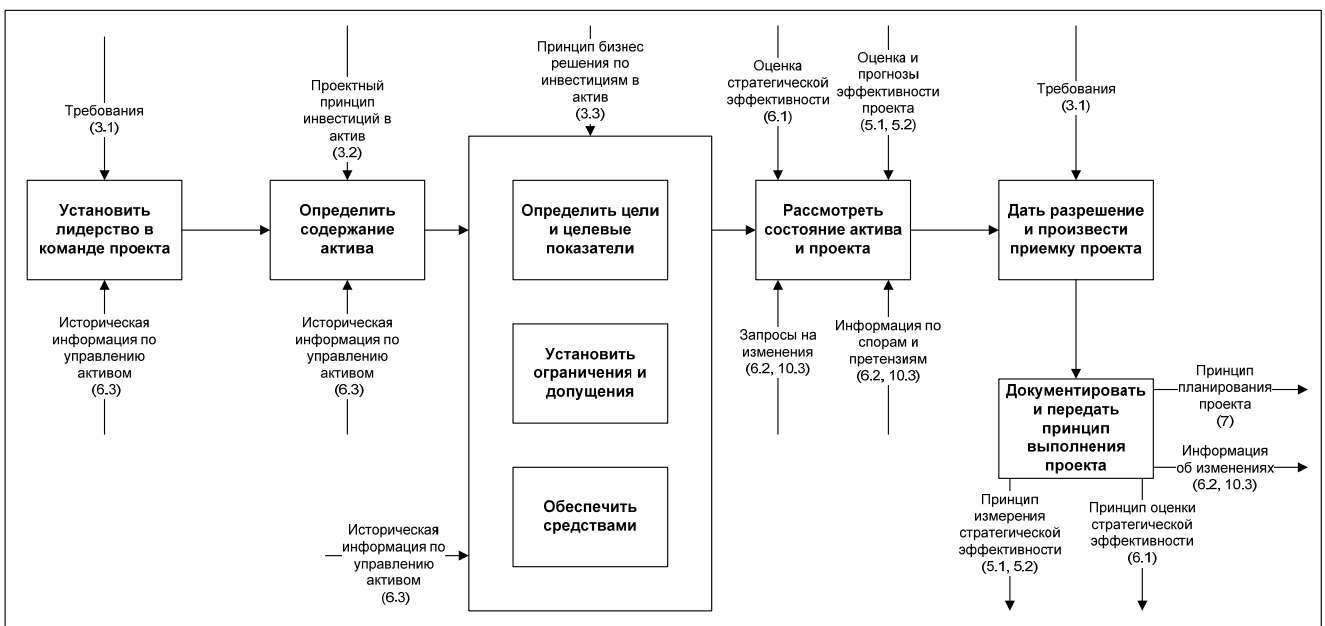 Требования
(3.1)
Проектный
принцип
инвестиций в
актив
(3.2)
Принцип бизнес
решения по
инвестициям в
актив
(3.3)
Оценка
стратегической
эффективности
(6.1)
Оценка и
прогнозы
эффективности
проекта
(5.1, 5.2)
Требования
(3.1)
Установить
лидерство в
команде проекта
Определить
содержание
актива
Определить цели
и целевые
показатели
Рассмотреть
состояние актива
и проекта
Дать разрешение
и произвести
приемку проекта
Историческая
информация по
управлению
активом
(6.3)
Историческая
информация по
управлению
активом
(6.3)
Установить
ограничения и
допущения
Запросы на
изменения
(6.2, 10.3)
Информация по
спорам и
претензиям
(6.2, 10.3)
Документировать
и передать
принцип
выполнения
проекта
Принцип
планирования
проекта
(7)
Информация
об изменениях
(6.2, 10.3)
Историческая
информация по
управлению
активом
(6.3)
Обеспечить
средствами
Принцип
измерения
стратегической
эффективности
(5.1, 5.2)
Принцип оценки
стратегической
эффективности
(6.1)